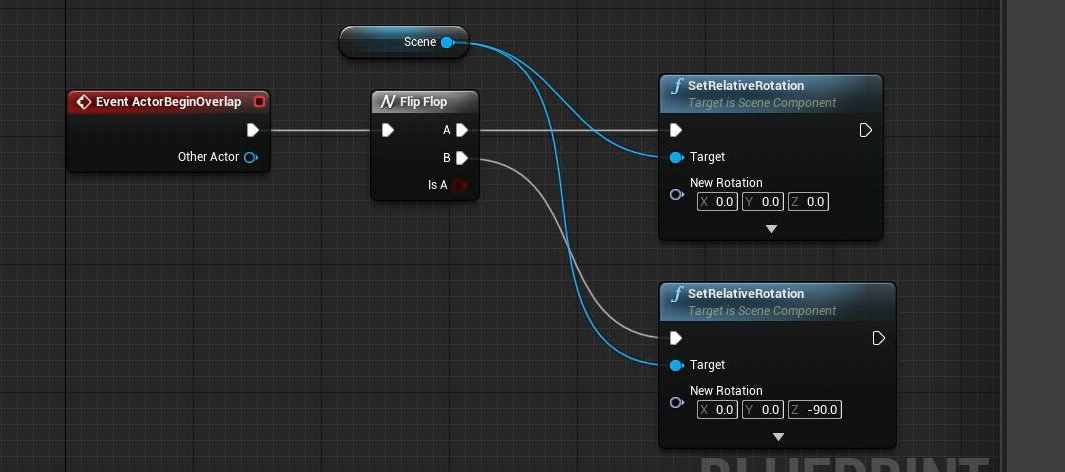 Scene
Event ActorBeginOverlap
Other Actor
Flip Flop
A
B
Is A
SetRelativeRotation
Target is Scene Component
Target
New Rotation
X 0.0 Y 0.0 Z 0.0
SetRelativeRotation
Target is Scene Component
Target
New Rotation
X 0.0 Y 0.0 Z -90.0
BLUEPRINT